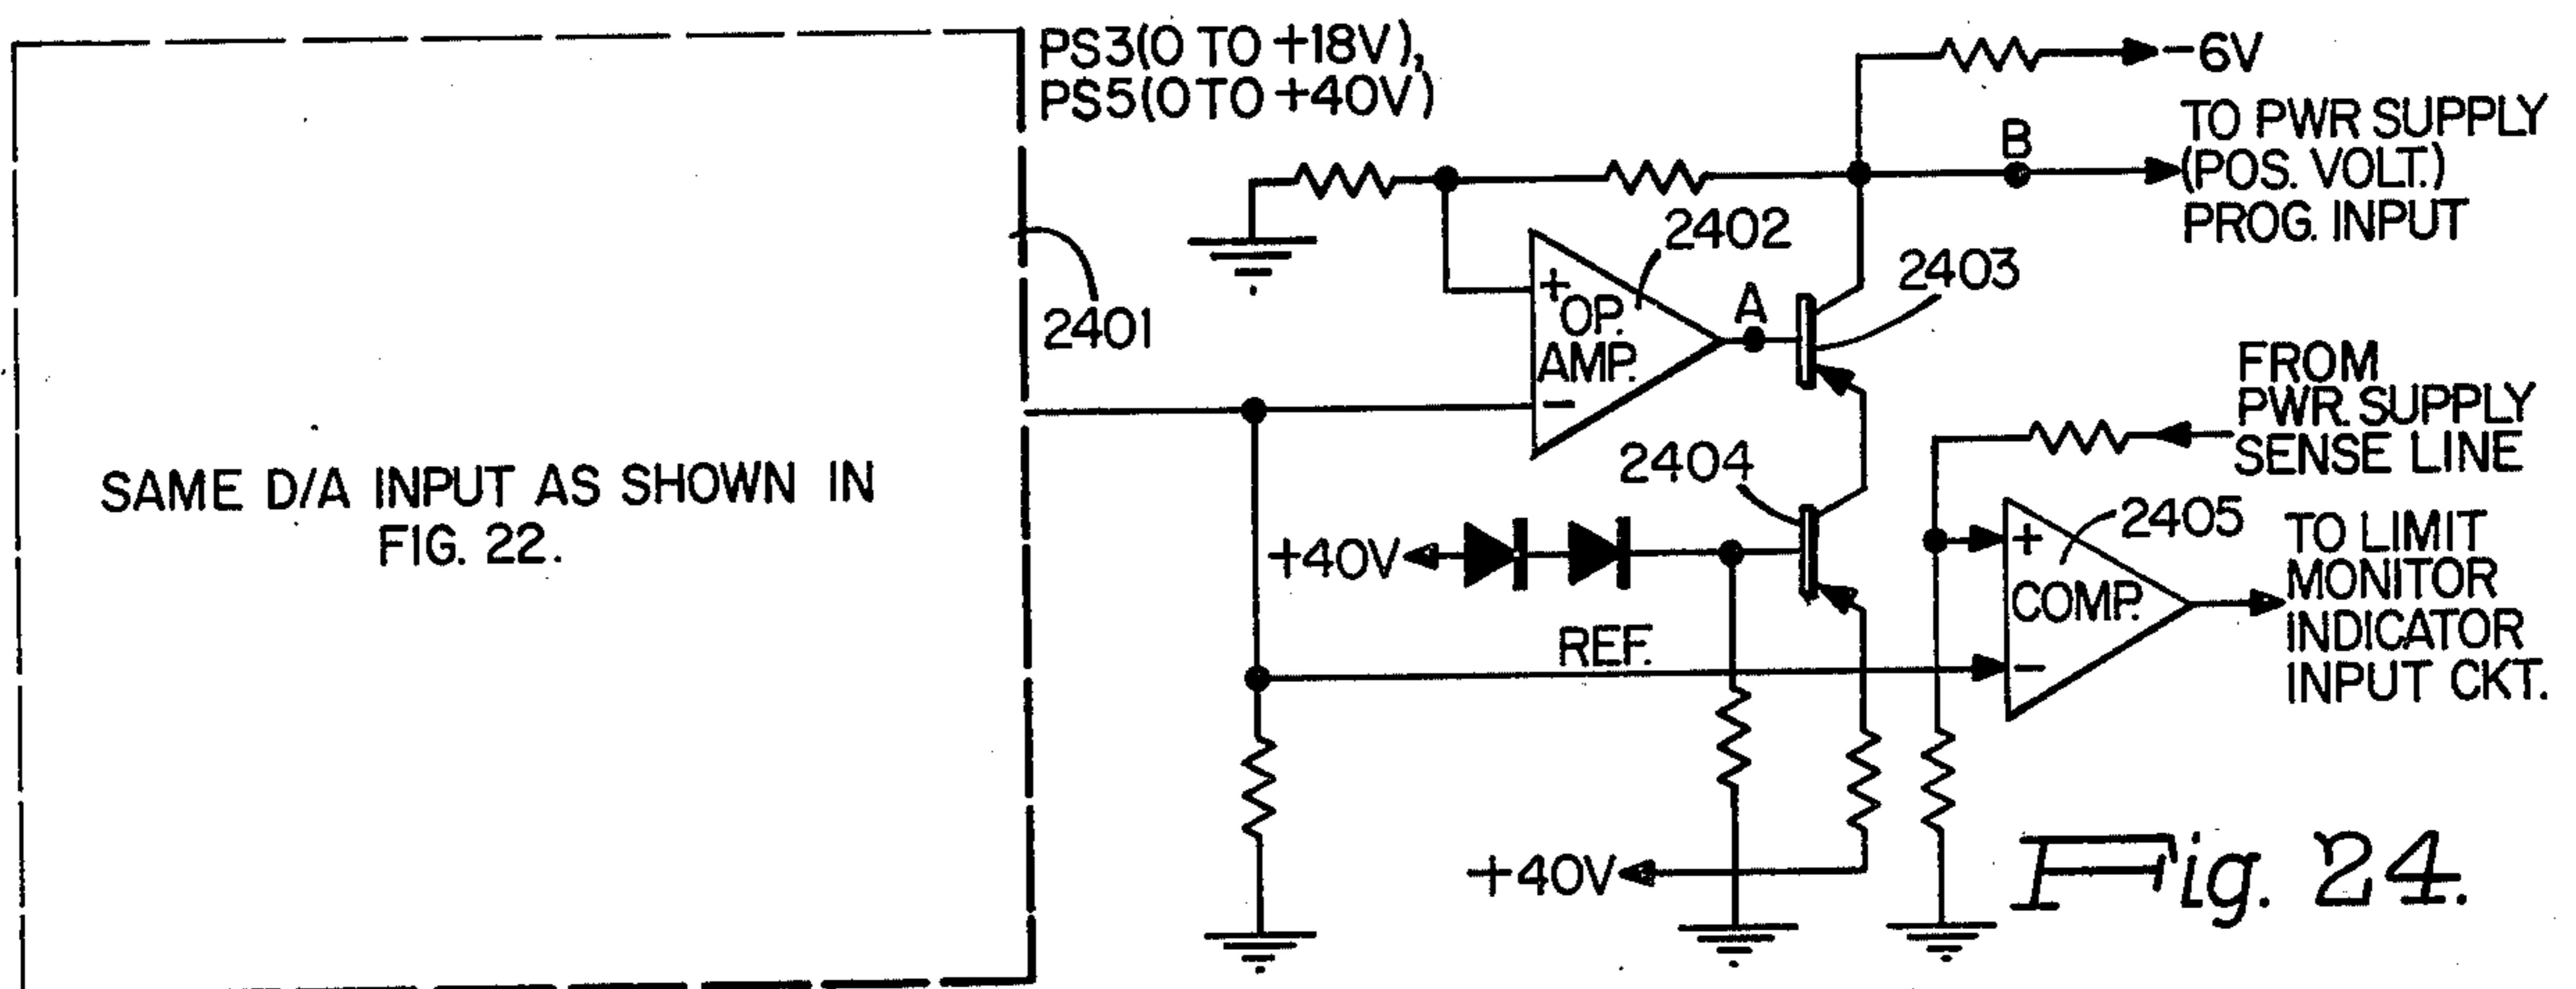 PS3(0 TO +18V),
PS5(0 TO +40V)
-6V
B
TO PWR SUPPLY
(POS. VOLT.)
PROG. INPUT
2402
2403
2401
+
OP.
AMP.
-
A
FROM
PWR. SUPPLY
SENSE LINE
SAME D/A INPUT AS SHOWN IN
FIG. 22.
2404
+40V
REF.
2405
+
COMP.
-
TO LIMIT
MONITOR
INDICATOR
INPUT CKT.
+40V
Fig. 24.